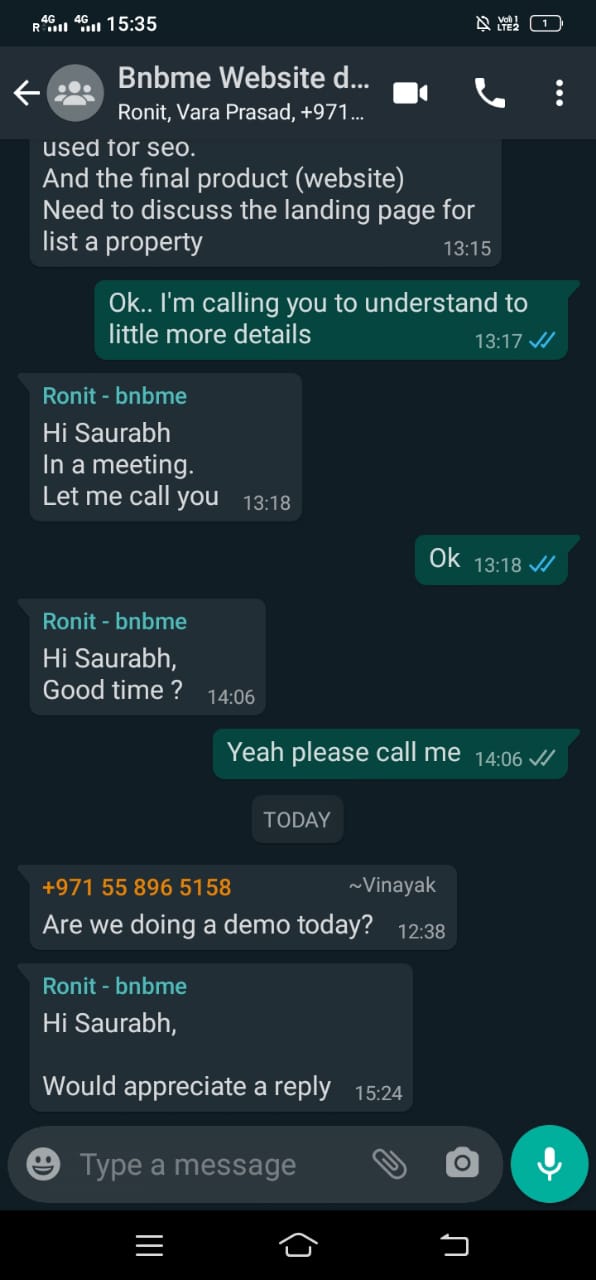 R 4G 4G 15:35 Vo)) 1 LTE2 1
Bnbme Website d...
Ronit, Vara Prasad, +971...
used for seo.
And the final product (website)
Need to discuss the landing page for
list a property 13:15
Ok.. I'm calling you to understand to
little more details 13:17
Ronit - bnbme
Hi Saurabh
In a meeting.
Let me call you 13:18
Ok 13:18
Ronit - bnbme
Hi Saurabh,
Good time ? 14:06
Yeah please call me 14:06
TODAY
+971 55 896 5158 ~Vinayak
Are we doing a demo today? 12:38
Ronit - bnbme
Hi Saurabh,
Would appreciate a reply 15:24
Type a message